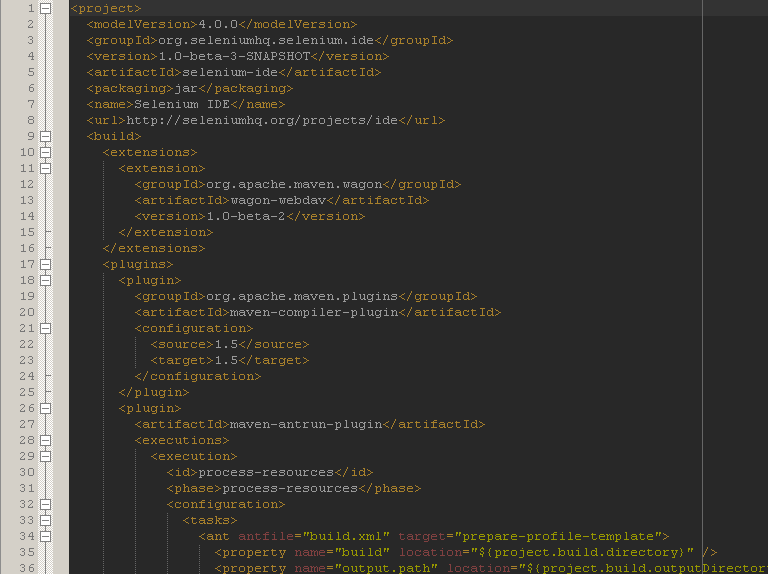 1 <project>
2 <modelVersion>4.0.0</modelVersion>
3 <groupId>org.seleniumhq.selenium.ide</groupId>
4 <version>1.0-beta-3-SNAPSHOT</version>
5 <artifactId>selenium-ide</artifactId>
6 <packaging>jar</packaging>
7 <name>Selenium IDE</name>
8 <url>http://seleniumhq.org/projects/ide</url>
9 <build>
10 <extensions>
11 <extension>
12 <groupId>org.apache.maven.wagon</groupId>
13 <artifactId>wagon-webdav</artifactId>
14 <version>1.0-beta-2</version>
15 </extension>
16 </extensions>
17 <plugins>
18 <plugin>
19 <groupId>org.apache.maven.plugins</groupId>
20 <artifactId>maven-compiler-plugin</artifactId>
21 <configuration>
22 <source>1.5</source>
23 <target>1.5</target>
24 </configuration>
25 </plugin>
26 <plugin>
27 <artifactId>maven-antrun-plugin</artifactId>
28 <executions>
29 <execution>
30 <id>process-resources</id>
31 <phase>process-resources</phase>
32 <configuration>
33 <tasks>
34 <ant antfile="build.xml" target="prepare-profile-template">
35 <property name="build" location="${project.build.directory}" />
36 <property name="output.path" location="${project.build.outputDirector